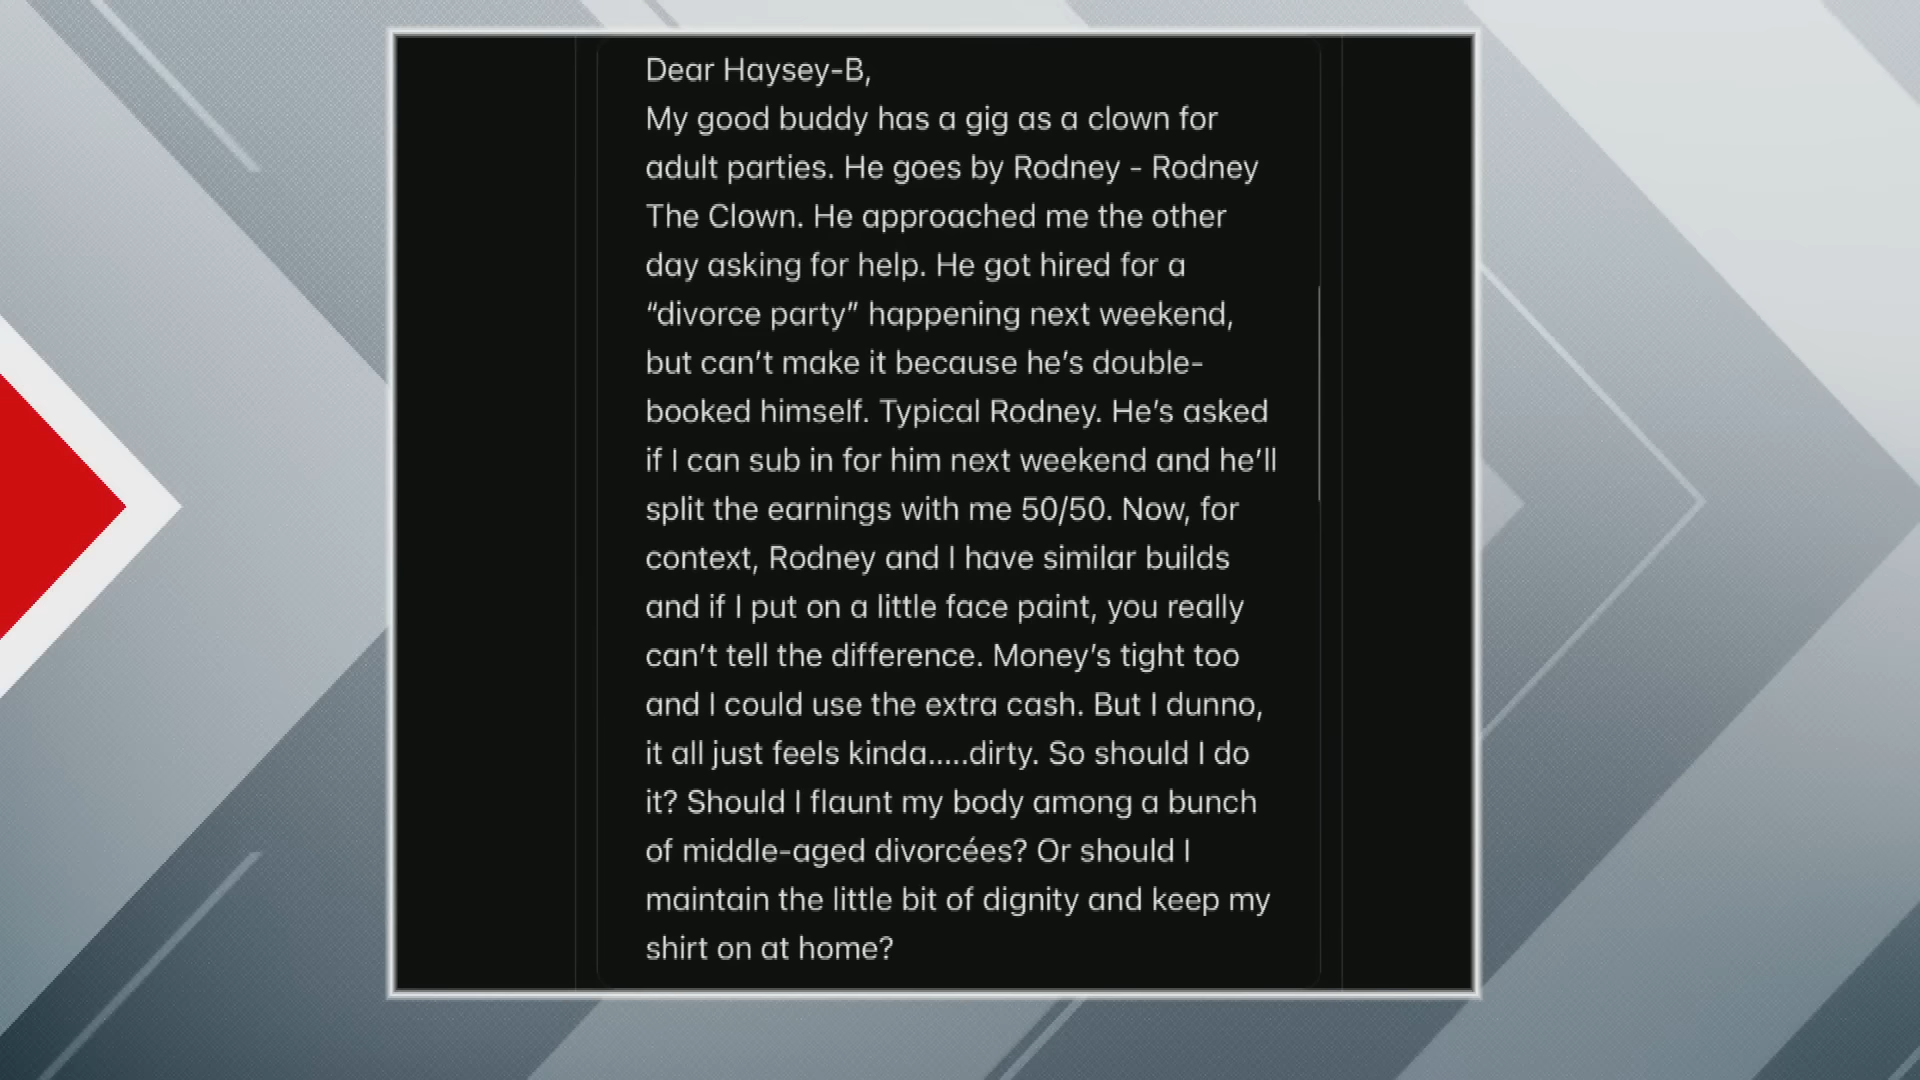 Dear Haysey-B,
My good buddy has a gig as a clown for
adult parties. He goes by Rodney - Rodney
The Clown. He approached me the other
day asking for help. He got hired for a
“divorce party” happening next weekend,
but can’t make it because he’s double-
booked himself. Typical Rodney. He’s asked
if I can sub in for him next weekend and he’ll
split the earnings with me 50/50. Now, for
context, Rodney and I have similar builds
and if I put on a little face paint, you really
can’t tell the difference. Money’s tight too
and I could use the extra cash. But I dunno,
it all just feels kinda.....dirty. So should I do
it? Should I flaunt my body among a bunch
of middle-aged divorcées? Or should I
maintain the little bit of dignity and keep my
shirt on at home?